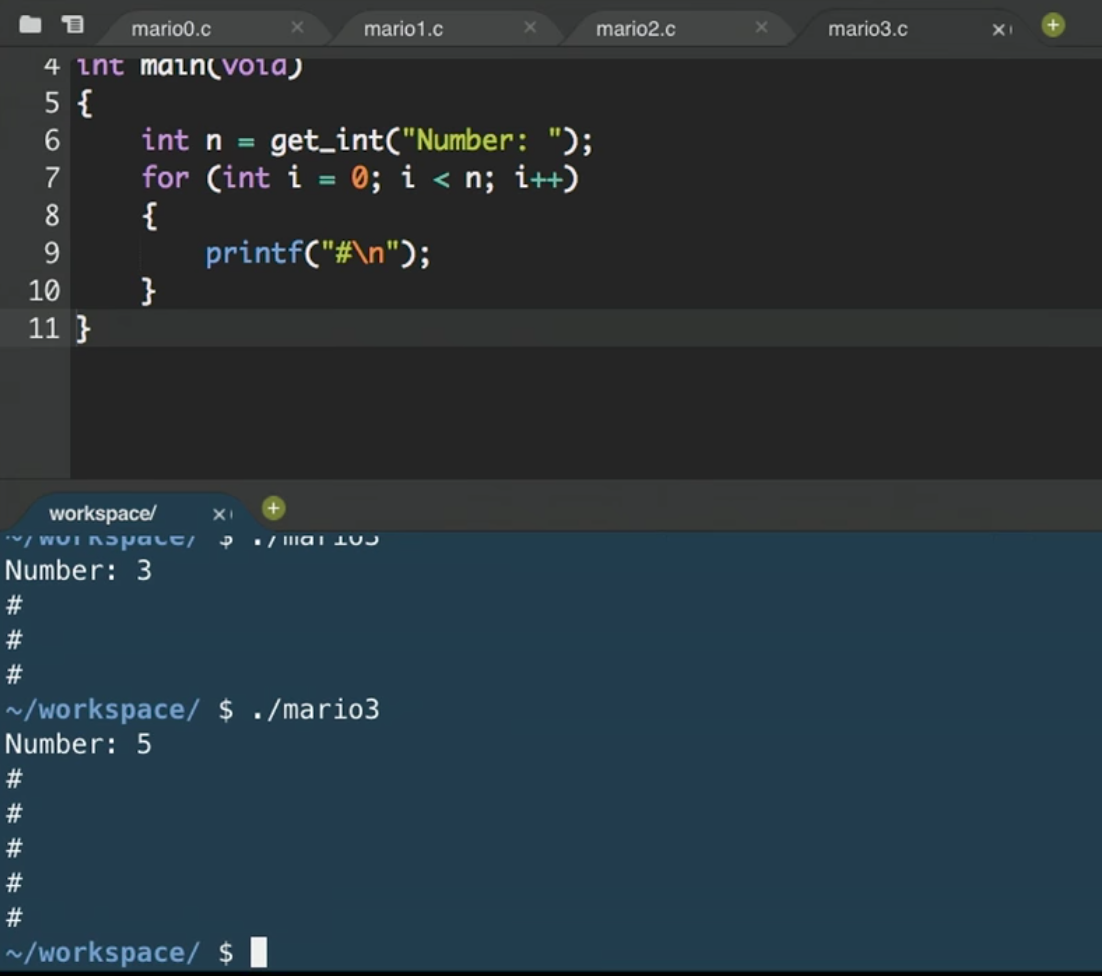 mario0.c mario1.c mario2.c mario3.c
4 int main(void)
5 {
6     int n = get_int("Number: ");
7     for (int i = 0; i < n; i++)
8     {
9         printf("#\n");
10     }
11 }
workspace/
~/workspace/ $ ./mario3
Number: 3
#
#
#
~/workspace/ $ ./mario3
Number: 5
#
#
#
#
#
~/workspace/ $